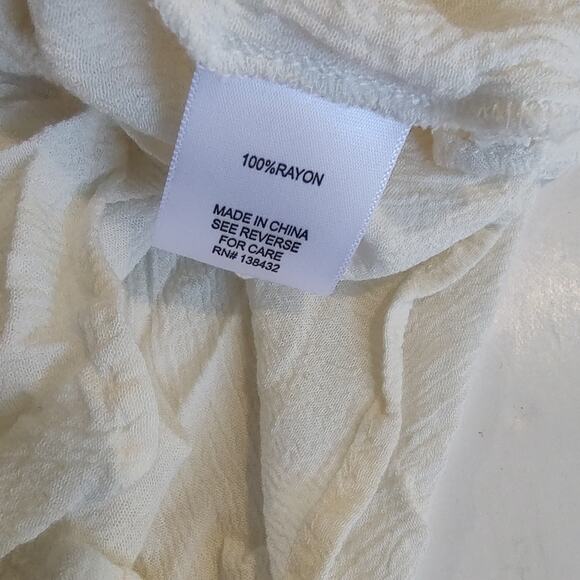 100%RAYON
MADE IN CHINA
SEE REVERSE
FOR CARE
RN# 138432